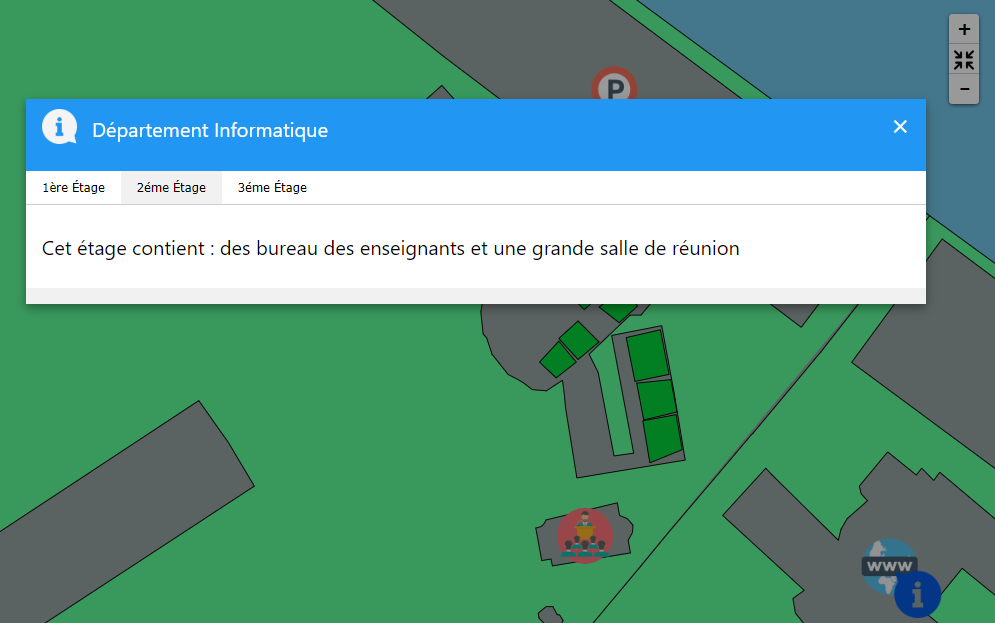 +
P
−
Département Informatique
1ère Étage 2éme Étage 3éme Étage
Cet étage contient : des bureau des enseignants et une grande salle de réunion
www
i